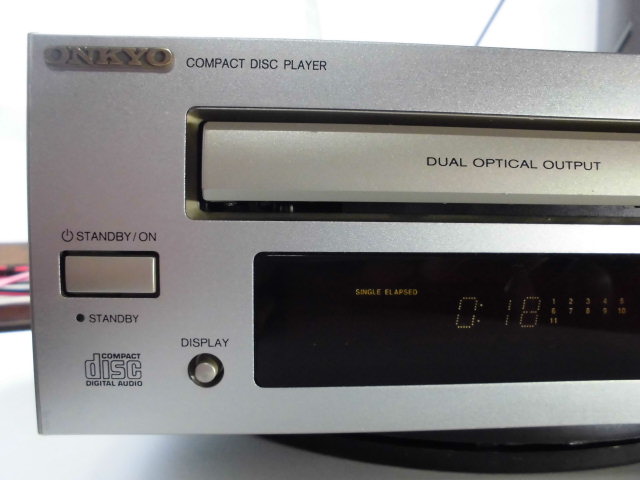 ONKYO COMPACT DISC PLAYER
DUAL OPTICAL OUTPUT
STANDBY/ON
SINGLE ELAPSED
0:18
1 2 3 4 5
6 7 8 9 10
11
STANDBY
DISPLAY
COMPACT
disc
DIGITAL AUDIO